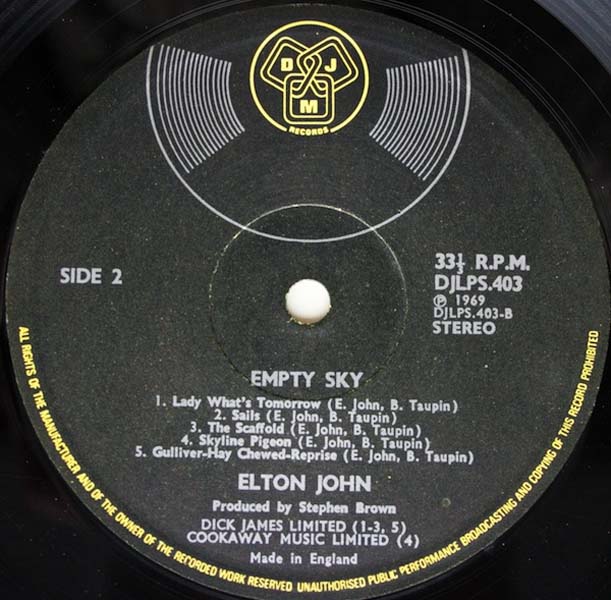 D J
M
RECORDS
SIDE 2
33⅓ R.P.M.
DJLPS.403
℗ 1969
DJLPS.403-B
STEREO
EMPTY SKY
1. Lady What's Tomorrow (E. John, B. Taupin)
2. Sails (E. John, B. Taupin)
3. The Scaffold (E. John, B. Taupin)
4. Skyline Pigeon (E. John, B. Taupin)
5. Gulliver-Hay Chewed-Reprise (E. John, B. Taupin)
ELTON JOHN
Produced by Stephen Brown
DICK JAMES LIMITED (1-3, 5)
COOKAWAY MUSIC LIMITED (4)
Made in England
ALL RIGHTS OF THE MANUFACTURER AND OF THE OWNER OF THE RECORDED WORK RESERVED UNAUTHORISED PUBLIC PERFORMANCE BROADCASTING AND COPYING OF THIS RECORD PROHIBITED